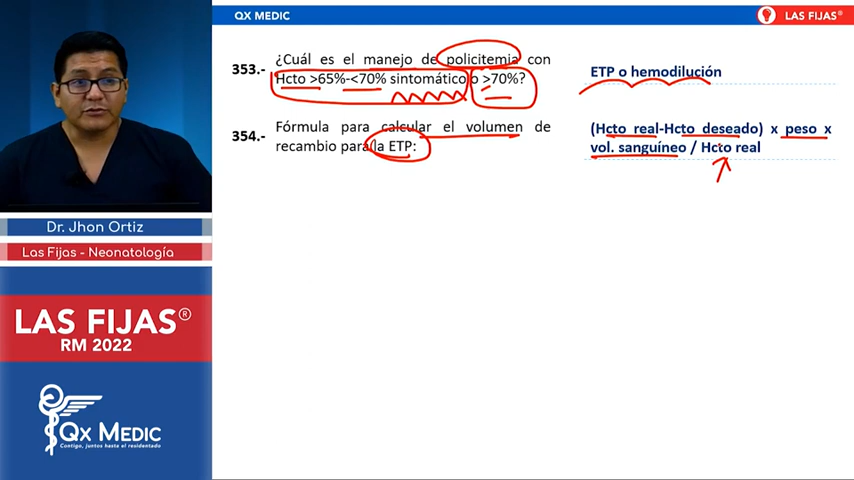 QX MEDIC
LAS FIJAS®
353.-
¿Cuál es el manejo de policitemia con
Hcto >65%-<70% sintomático o >70%?
ETP o hemodilución
354.-
Fórmula para calcular el volumen de
recambio para la ETP:
(Hcto real-Hcto deseado) x peso x
vol. sanguíneo / Hcto real
Dr. Jhon Ortiz
Las Fijas - Neonatología
LAS FIJAS®
RM 2022
QX MEDIC
Contigo, juntos hasta el residentado